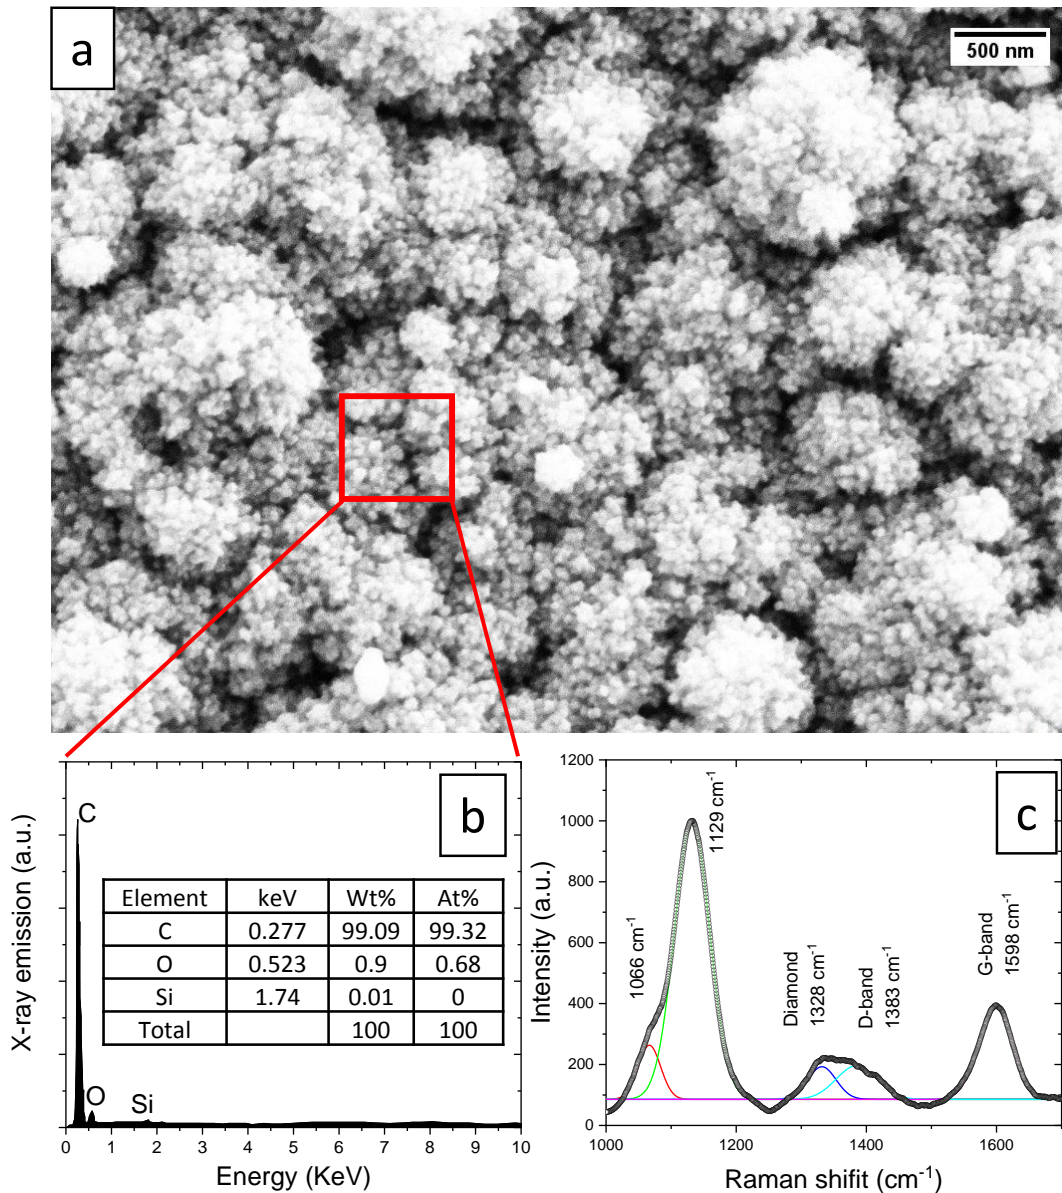 a
500 nm
b
C
O
Si
X-ray emission (a.u.)
Element keV Wt% At%
C 0.277 99.09 99.32
O 0.523 0.9 0.68
Si 1.74 0.01 0
Total 100 100
0 1 2 3 4 5 6 7 8 9 10
Energy (KeV)
c
1200
1000
800
600
400
200
0
Intensity (a.u.)
1066 cm-1
1129 cm-1
Diamond
1328 cm-1
D-band
1383 cm-1
G-band
1598 cm-1
1000 1200 1400 1600
Raman shifit (cm-1)